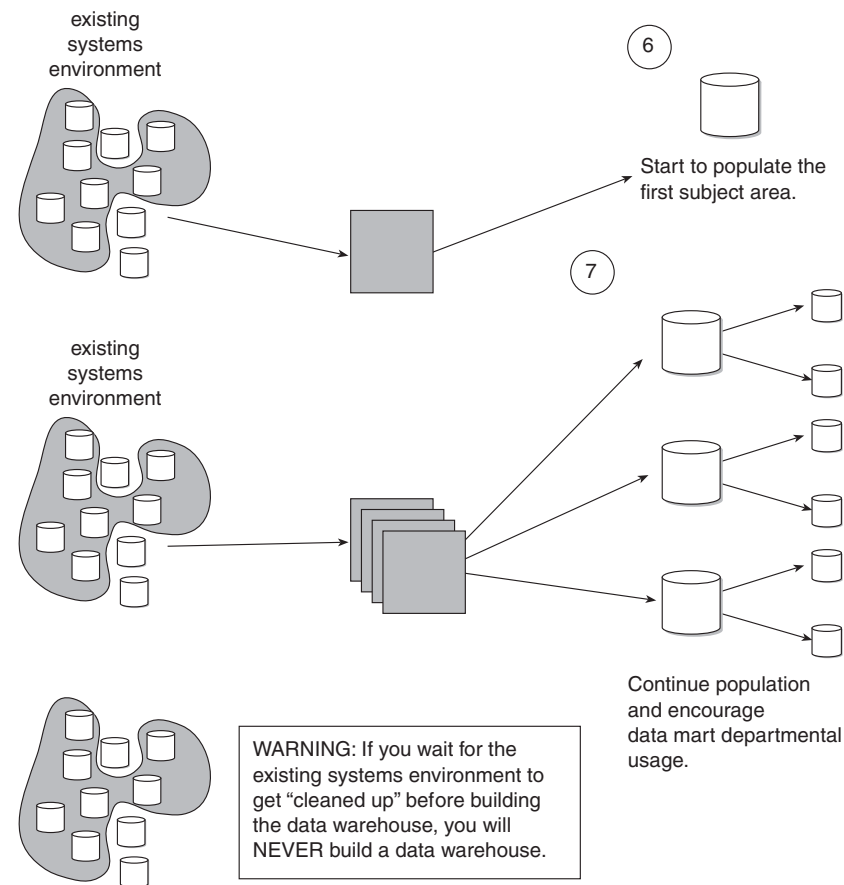 existing
systems
environment
6
Start to populate the
first subject area.
7
existing
systems
environment
Continue population
and encourage
data mart departmental
usage.
WARNING: If you wait for the
existing systems environment to
get “cleaned up” before building
the data warehouse, you will
NEVER build a data warehouse.